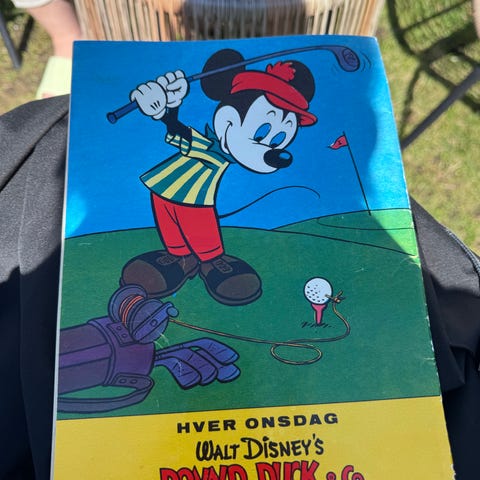 HVER ONSDAG
WALT DISNEY'S
DONALD DUCK & Co